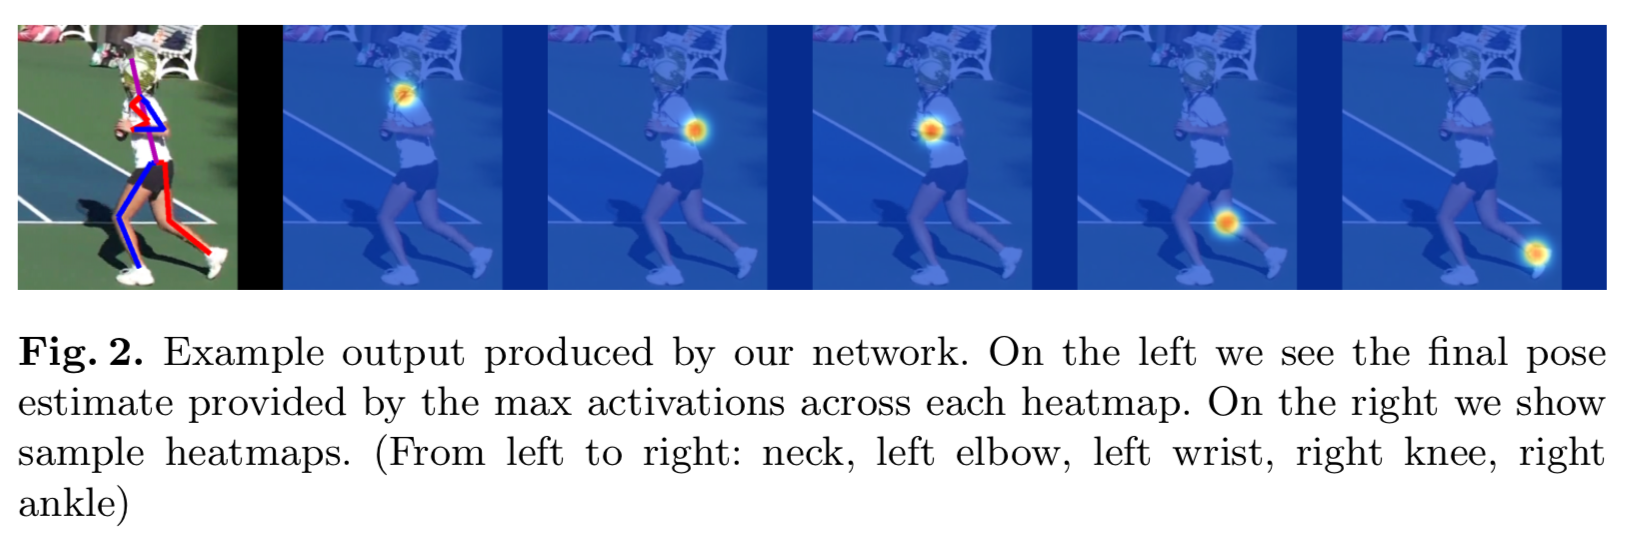 Fig. 2. Example output produced by our network. On the left we see the final pose
estimate provided by the max activations across each heatmap. On the right we show
sample heatmaps. (From left to right: neck, left elbow, left wrist, right knee, right
ankle)